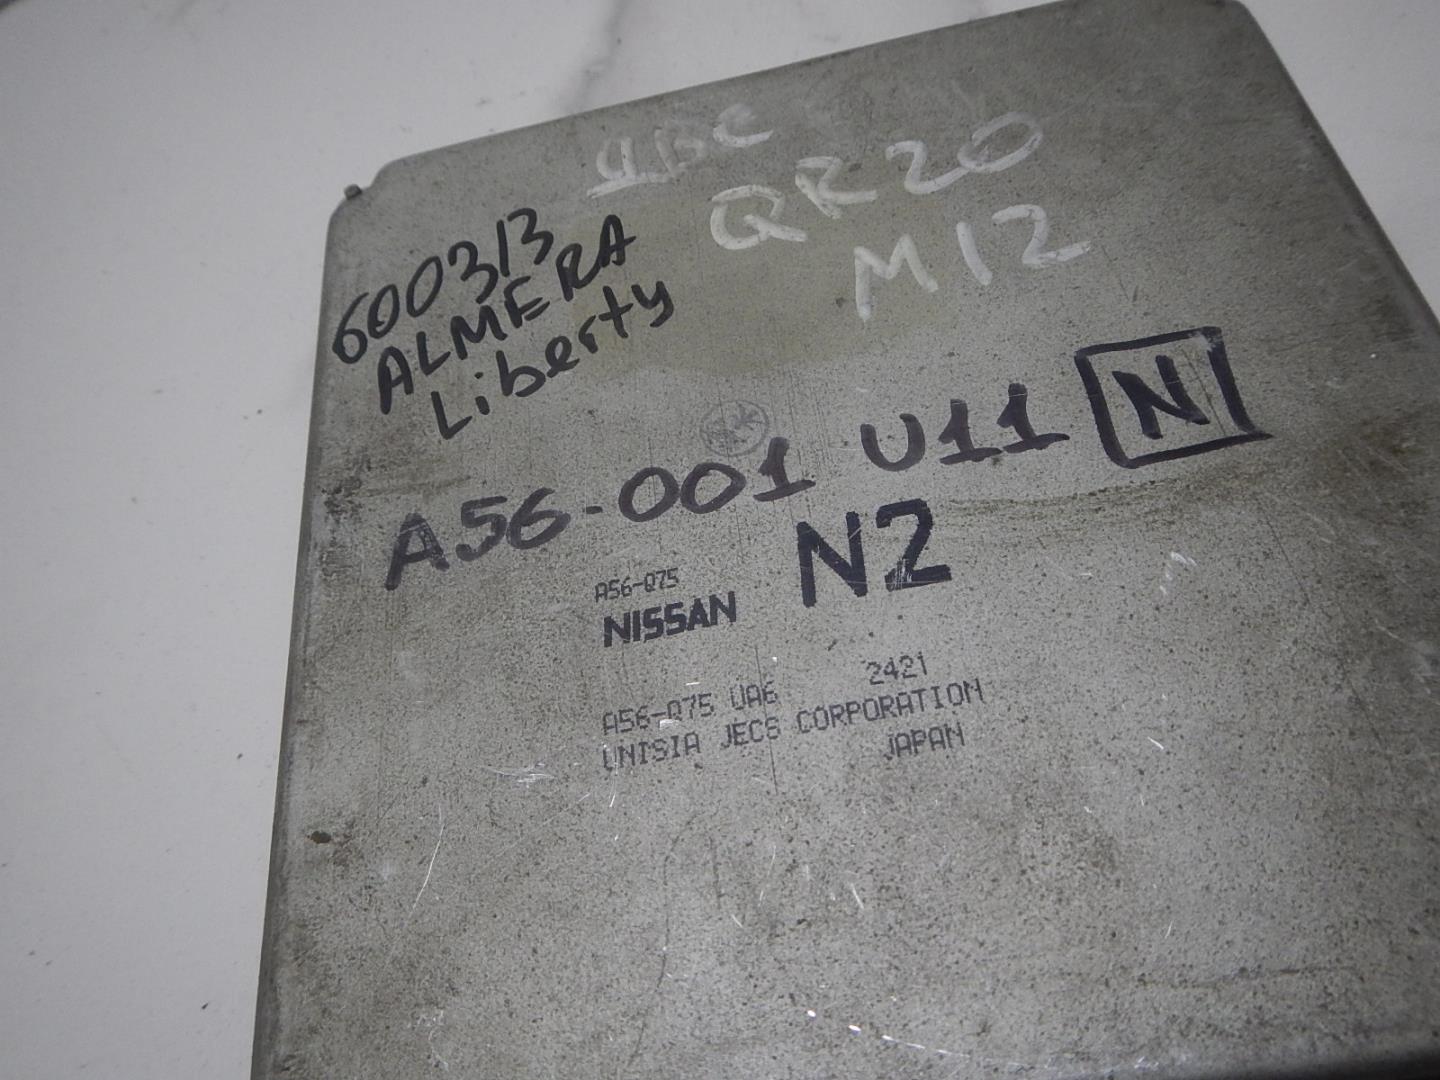 QR20
M12
600313
ALMERA
Liberty
A56-001 U11 N
A56-Q75
NISSAN
N2
A56-Q75 UA6 2421
UNISIA JECS CORPORATION
JAPAN